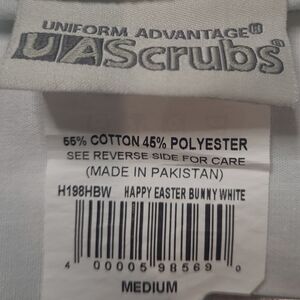 UNIFORM ADVANTAGE®
UAScrubs®
55% COTTON 45% POLYESTER
SEE REVERSE SIDE FOR CARE
(MADE IN PAKISTAN)
H198HBW HAPPY EASTER BUNNY WHITE
4 00005 98569 0
MEDIUM